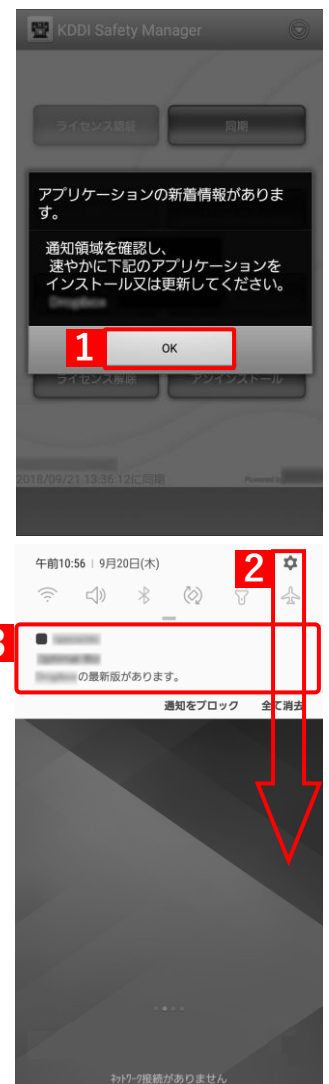 KDDI Safety Manager
ライセンス認証
同期
アプリケーションの新着情報がありま
す。
通知領域を確認し、
速やかに下記のアプリケーションを
インストール又は更新してください。
1
OK
ライセンス解除
アンインストール
2018/09/21 13:36:12に同期
Powered by
午前10:56 | 9月20日(木)
2
3
の最新版があります。
通知をブロック
全て消去
ネットワーク接続がありません